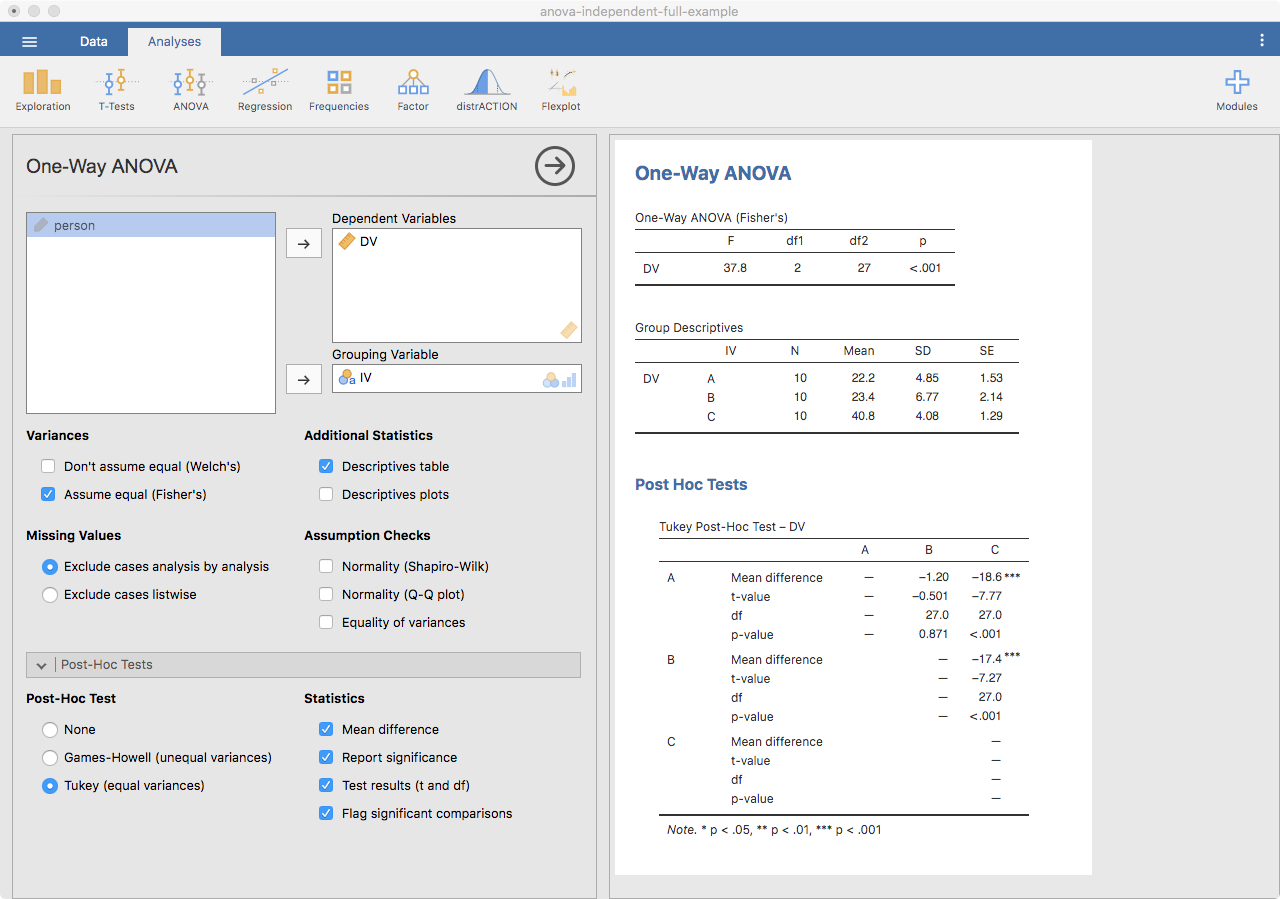 anova-independent-full-example
Data Analyses
Exploration T-Tests ANOVA Regression Frequencies Factor distrACTION Flexplot Modules
One-Way ANOVA
person
Dependent Variables
DV
Grouping Variable
a IV
Variances
Don't assume equal (Welch's)
Assume equal (Fisher's)
Additional Statistics
Descriptives table
Descriptives plots
Missing Values
Exclude cases analysis by analysis
Exclude cases listwise
Assumption Checks
Normality (Shapiro-Wilk)
Normality (Q-Q plot)
Equality of variances
Post-Hoc Tests
Post-Hoc Test
None
Games-Howell (unequal variances)
Tukey (equal variances)
Statistics
Mean difference
Report significance
Test results (t and df)
Flag significant comparisons
One-Way ANOVA
One-Way ANOVA (Fisher's)
F df1 df2 p
DV 37.8 2 27 <.001
Group Descriptives
IV N Mean SD SE
DV A 10 22.2 4.85 1.53
B 10 23.4 6.77 2.14
C 10 40.8 4.08 1.29
Post Hoc Tests
Tukey Post-Hoc Test – DV
A B C
A Mean difference — −1.20 −18.6 ***
t-value — −0.501 −7.77
df — 27.0 27.0
p-value — 0.871 <.001
B Mean difference — −17.4 ***
t-value — −7.27
df — 27.0
p-value — <.001
C Mean difference —
t-value —
df —
p-value —
Note. * p < .05, ** p < .01, *** p < .001